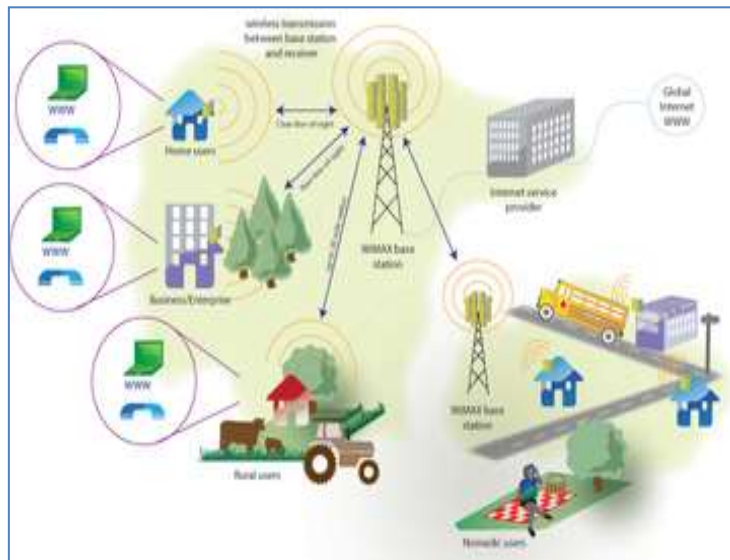 wireless transmissions
between base station
and receiver
Global
Internet
WWW
WWW
Clear line of sight
Home users
Internet service
provider
WiMAX base
station
WWW
Business/Enterprise
WWW
WiMAX base
station
Rural users
Nomadic users